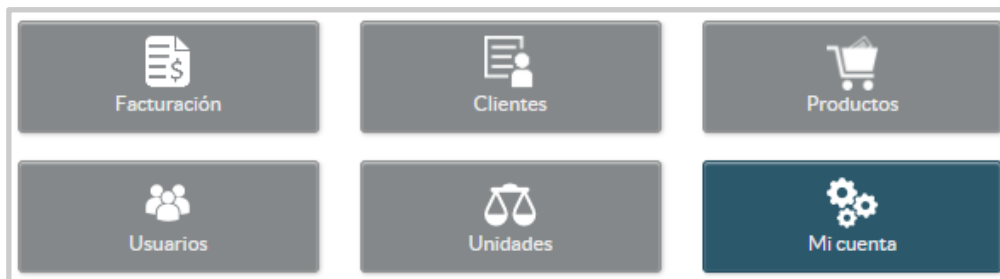 Facturación
Clientes
Productos
Usuarios
Unidades
Mi cuenta